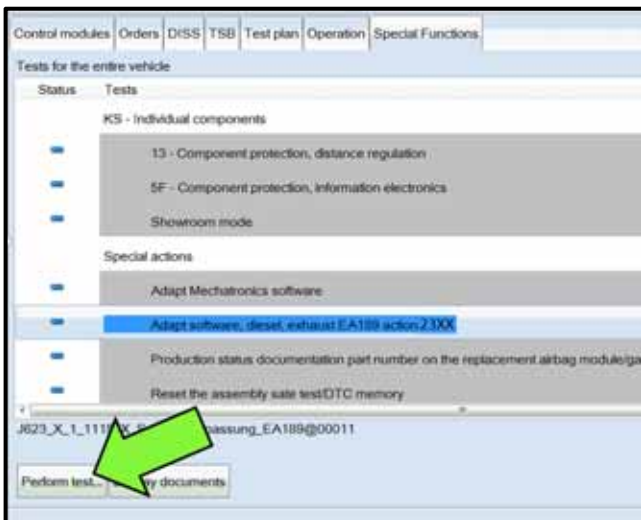 Control modules Orders DISS TSB Test plan Operation Special Functions
Tests for the entire vehicle
Status Tests
KS - Individual components
13 - Component protection, distance regulation
5F - Component protection, information electronics
Showroom mode
Special actions
Adapt Mechatronics software
Adapt software, diesel, exhaust EA189 action 23XX
Production status documentation part number on the replacement airbag module/ga
Reset the assembly sate test/DTC memory
EA189@00011
Perform test... documents